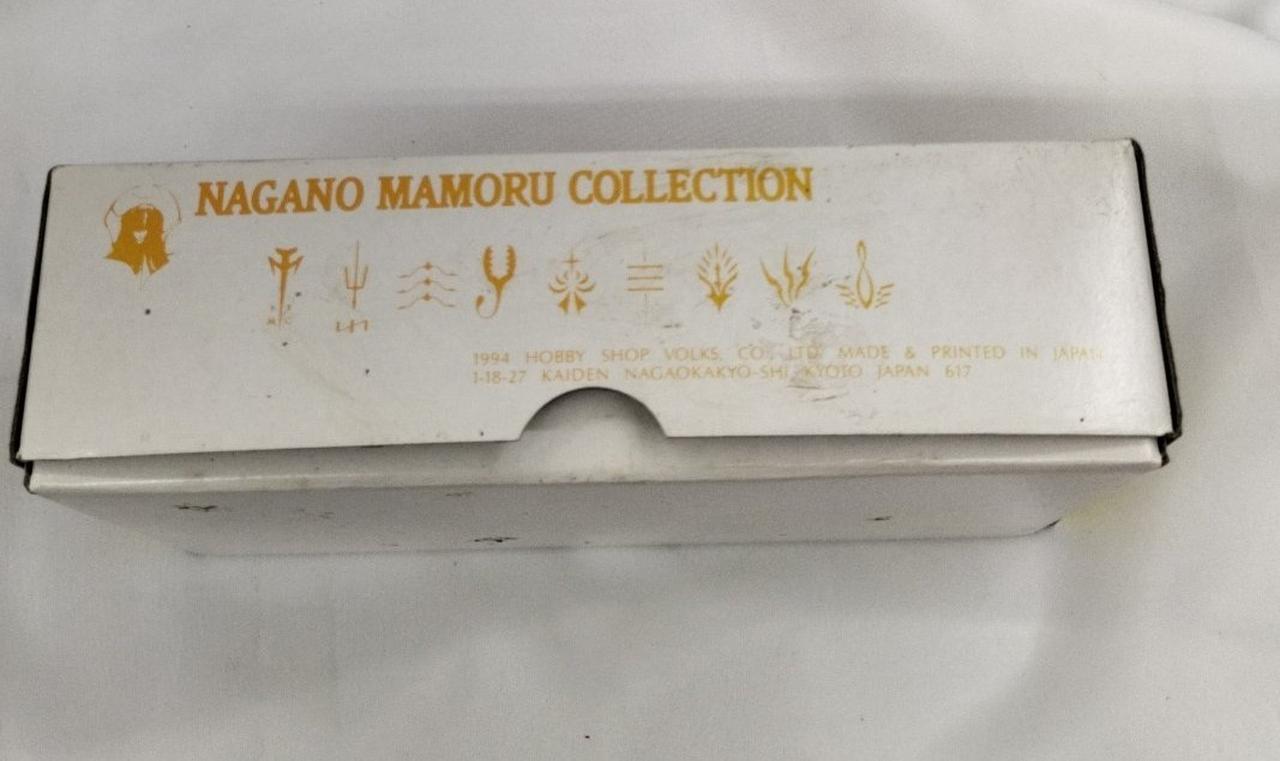 NAGANO MAMORU COLLECTION
1994 HOBBY SHOP VOLKS. CO., LTD. MADE & PRINTED IN JAPAN
1-18-27 KAIDEN NAGAOKAKYO-SHI KYOTO JAPAN 617